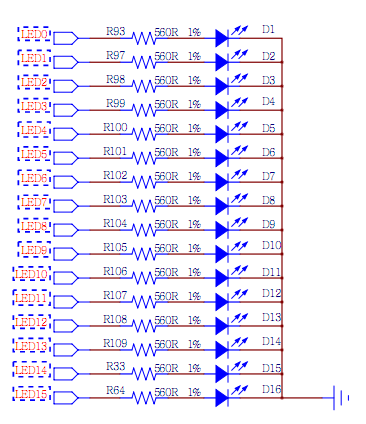 LED0 R93 560R 1% D1
LED1 R97 560R 1% D2
LED2 R98 560R 1% D3
LED3 R99 560R 1% D4
LED4 R100 560R 1% D5
LED5 R101 560R 1% D6
LED6 R102 560R 1% D7
LED7 R103 560R 1% D8
LED8 R104 560R 1% D9
LED9 R105 560R 1% D10
LED10 R106 560R 1% D11
LED11 R107 560R 1% D12
LED12 R108 560R 1% D13
LED13 R109 560R 1% D14
LED14 R33 560R 1% D15
LED15 R64 560R 1% D16